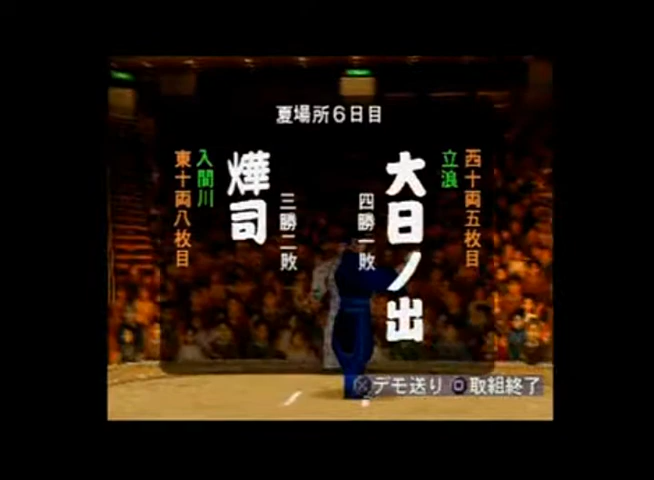 夏場所６日目
西十両五枚目
立浪
大日ノ出
四勝一敗
三勝二敗
燁司
入間川
東十両八枚目
デモ送り
取組終了